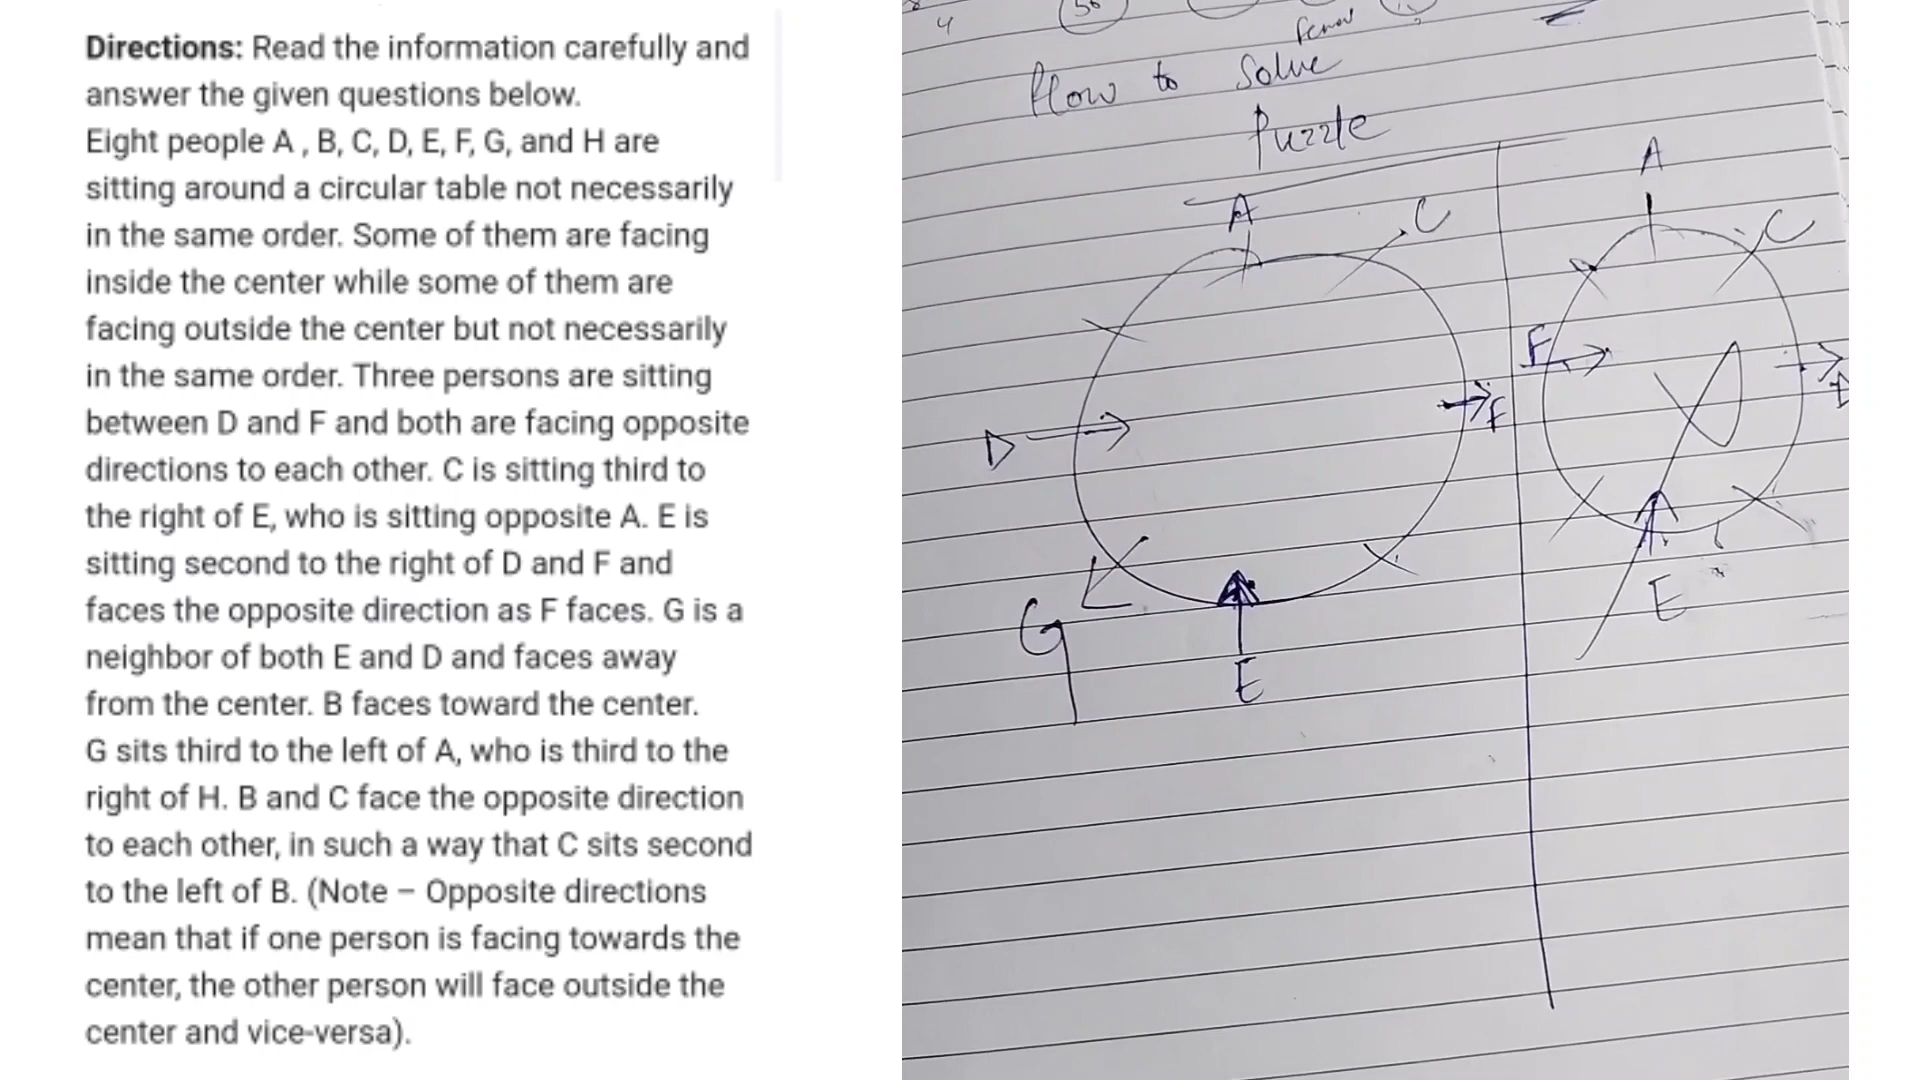 Directions: Read the information carefully and
answer the given questions below.
Eight people A , B, C, D, E, F, G, and H are
sitting around a circular table not necessarily
in the same order. Some of them are facing
inside the center while some of them are
facing outside the center but not necessarily
in the same order. Three persons are sitting
between D and F and both are facing opposite
directions to each other. C is sitting third to
the right of E, who is sitting opposite A. E is
sitting second to the right of D and F and
faces the opposite direction as F faces. G is a
neighbor of both E and D and faces away
from the center. B faces toward the center.
G sits third to the left of A, who is third to the
right of H. B and C face the opposite direction
to each other, in such a way that C sits second
to the left of B. (Note – Opposite directions
mean that if one person is facing towards the
center, the other person will face outside the
center and vice-versa).
4
56
How to Solve
Puzzle
A
C
D
F
G
E
A
C
F
D
E